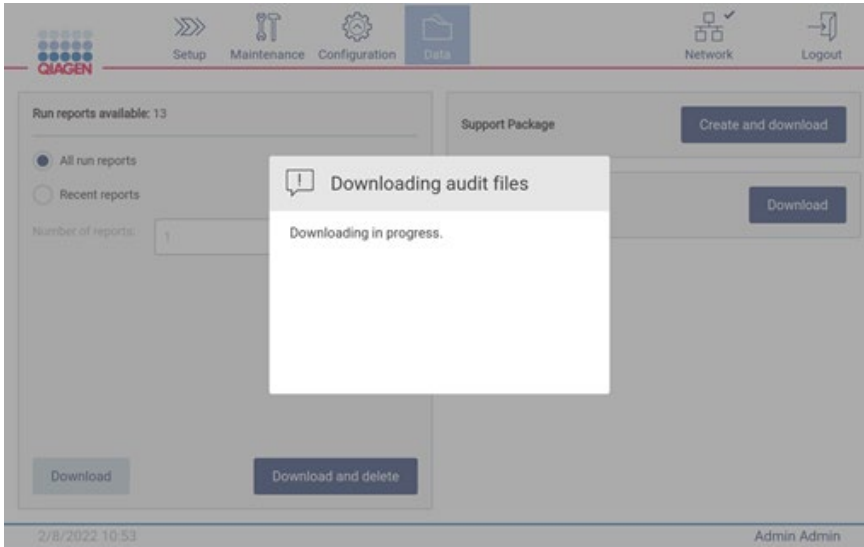 QIAGEN
Setup
Maintenance
Configuration
Data
Network
Logout
Run reports available: 13
All run reports
Recent reports
Number of reports:
1
Download
Download and delete
Support Package
Create and download
Download
Downloading audit files
Downloading in progress.
2/8/2022 10:53
Admin Admin